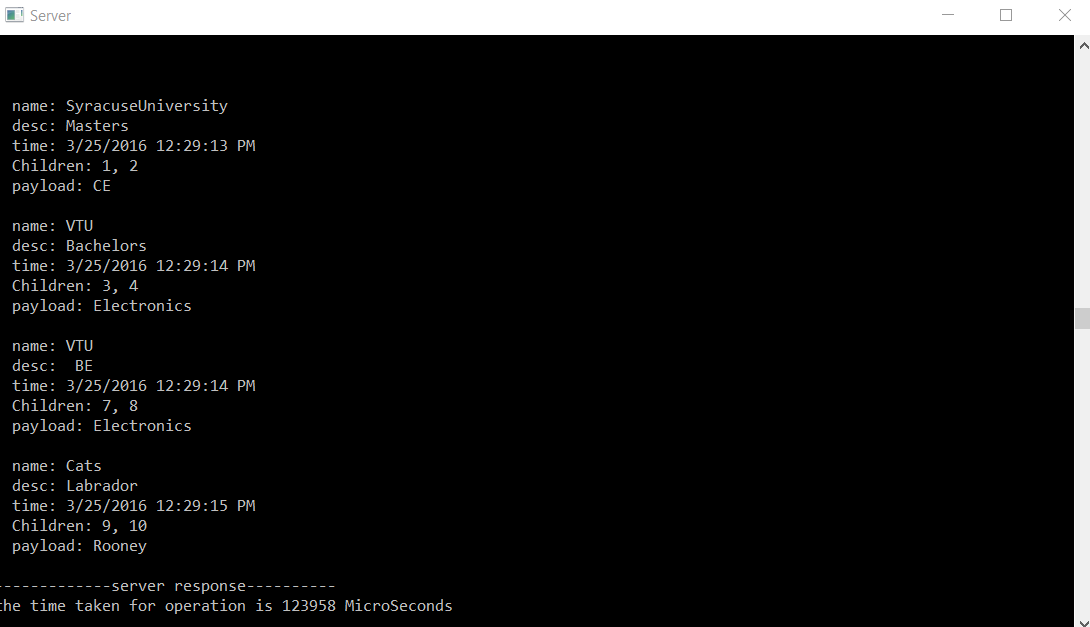 Server
name: SyracuseUniversity
desc: Masters
time: 3/25/2016 12:29:13 PM
Children: 1, 2
payload: CE
name: VTU
desc: Bachelors
time: 3/25/2016 12:29:14 PM
Children: 3, 4
payload: Electronics
name: VTU
desc:  BE
time: 3/25/2016 12:29:14 PM
Children: 7, 8
payload: Electronics
name: Cats
desc: Labrador
time: 3/25/2016 12:29:15 PM
Children: 9, 10
payload: Rooney
-------------server response----------
the time taken for operation is 123958 MicroSeconds